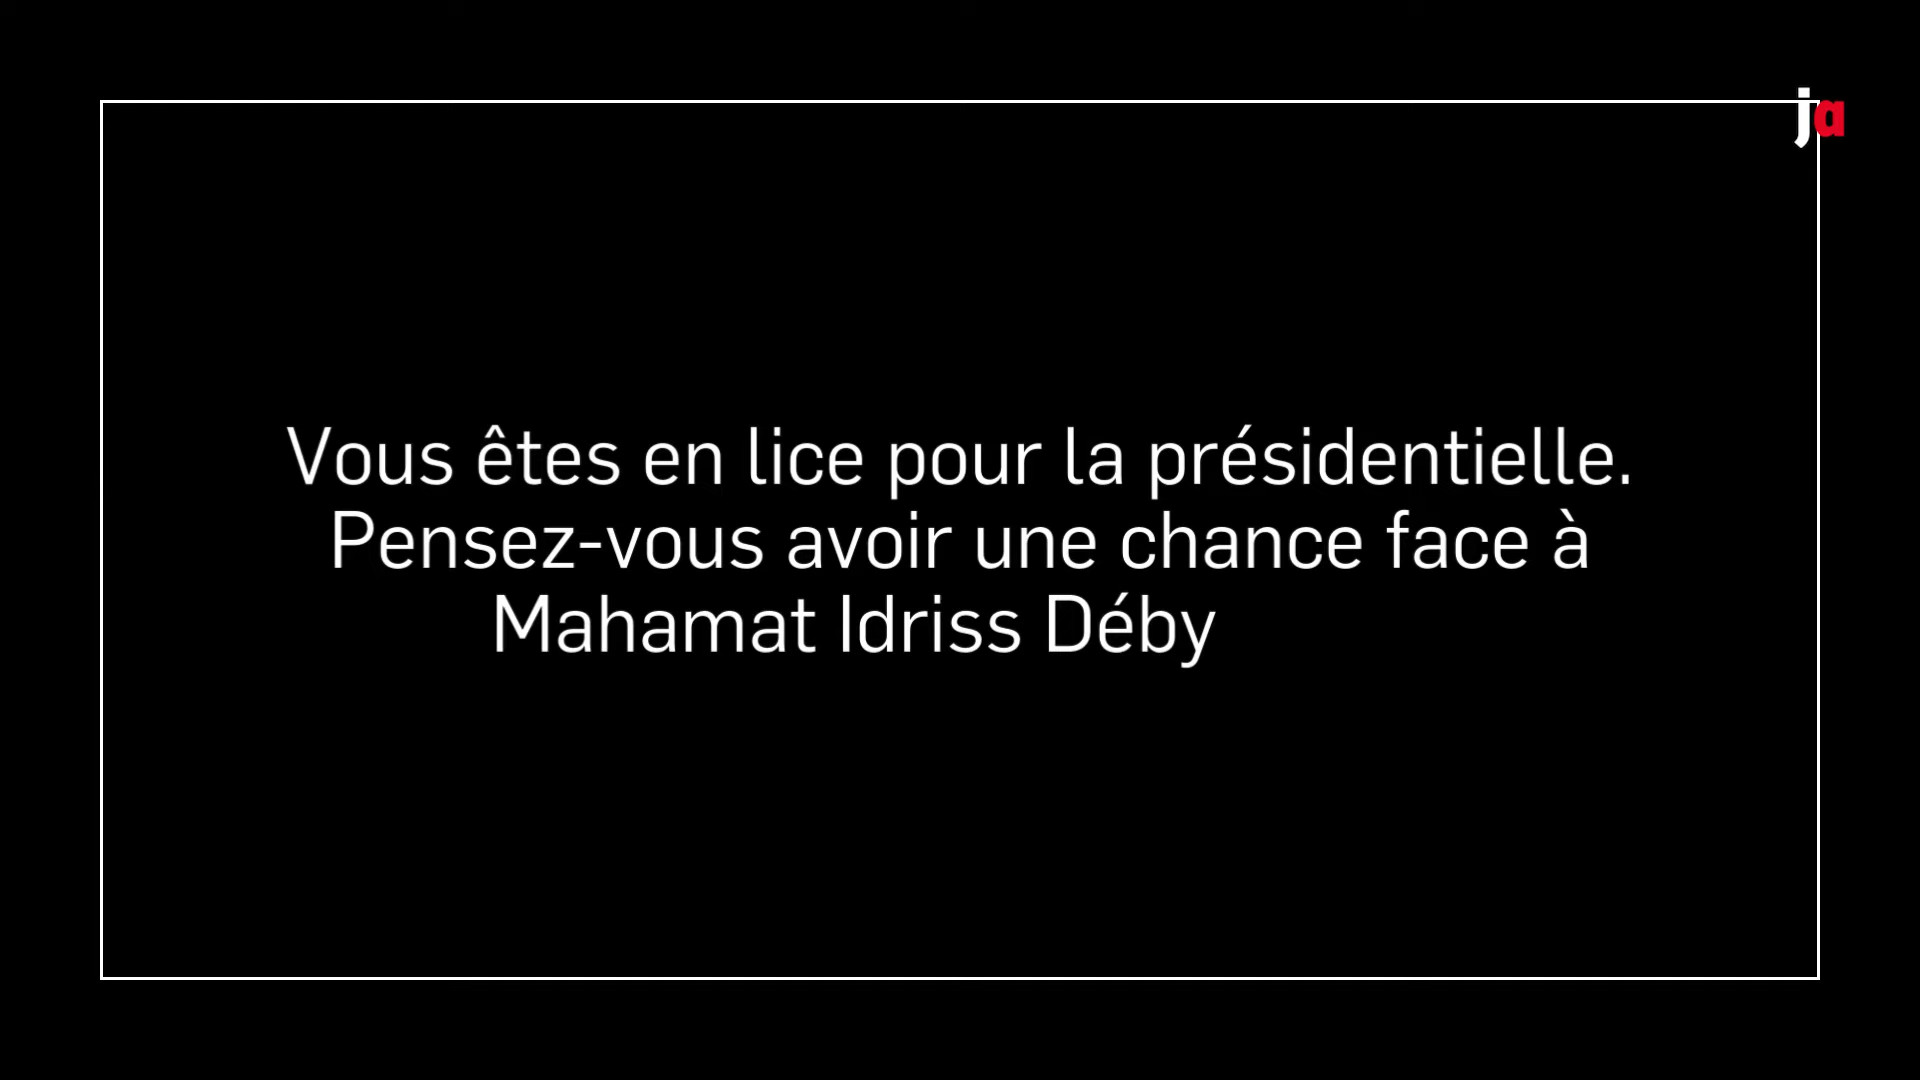 ja
Vous êtes en lice pour la présidentielle.
Pensez-vous avoir une chance face à
Mahamat Idriss Déby